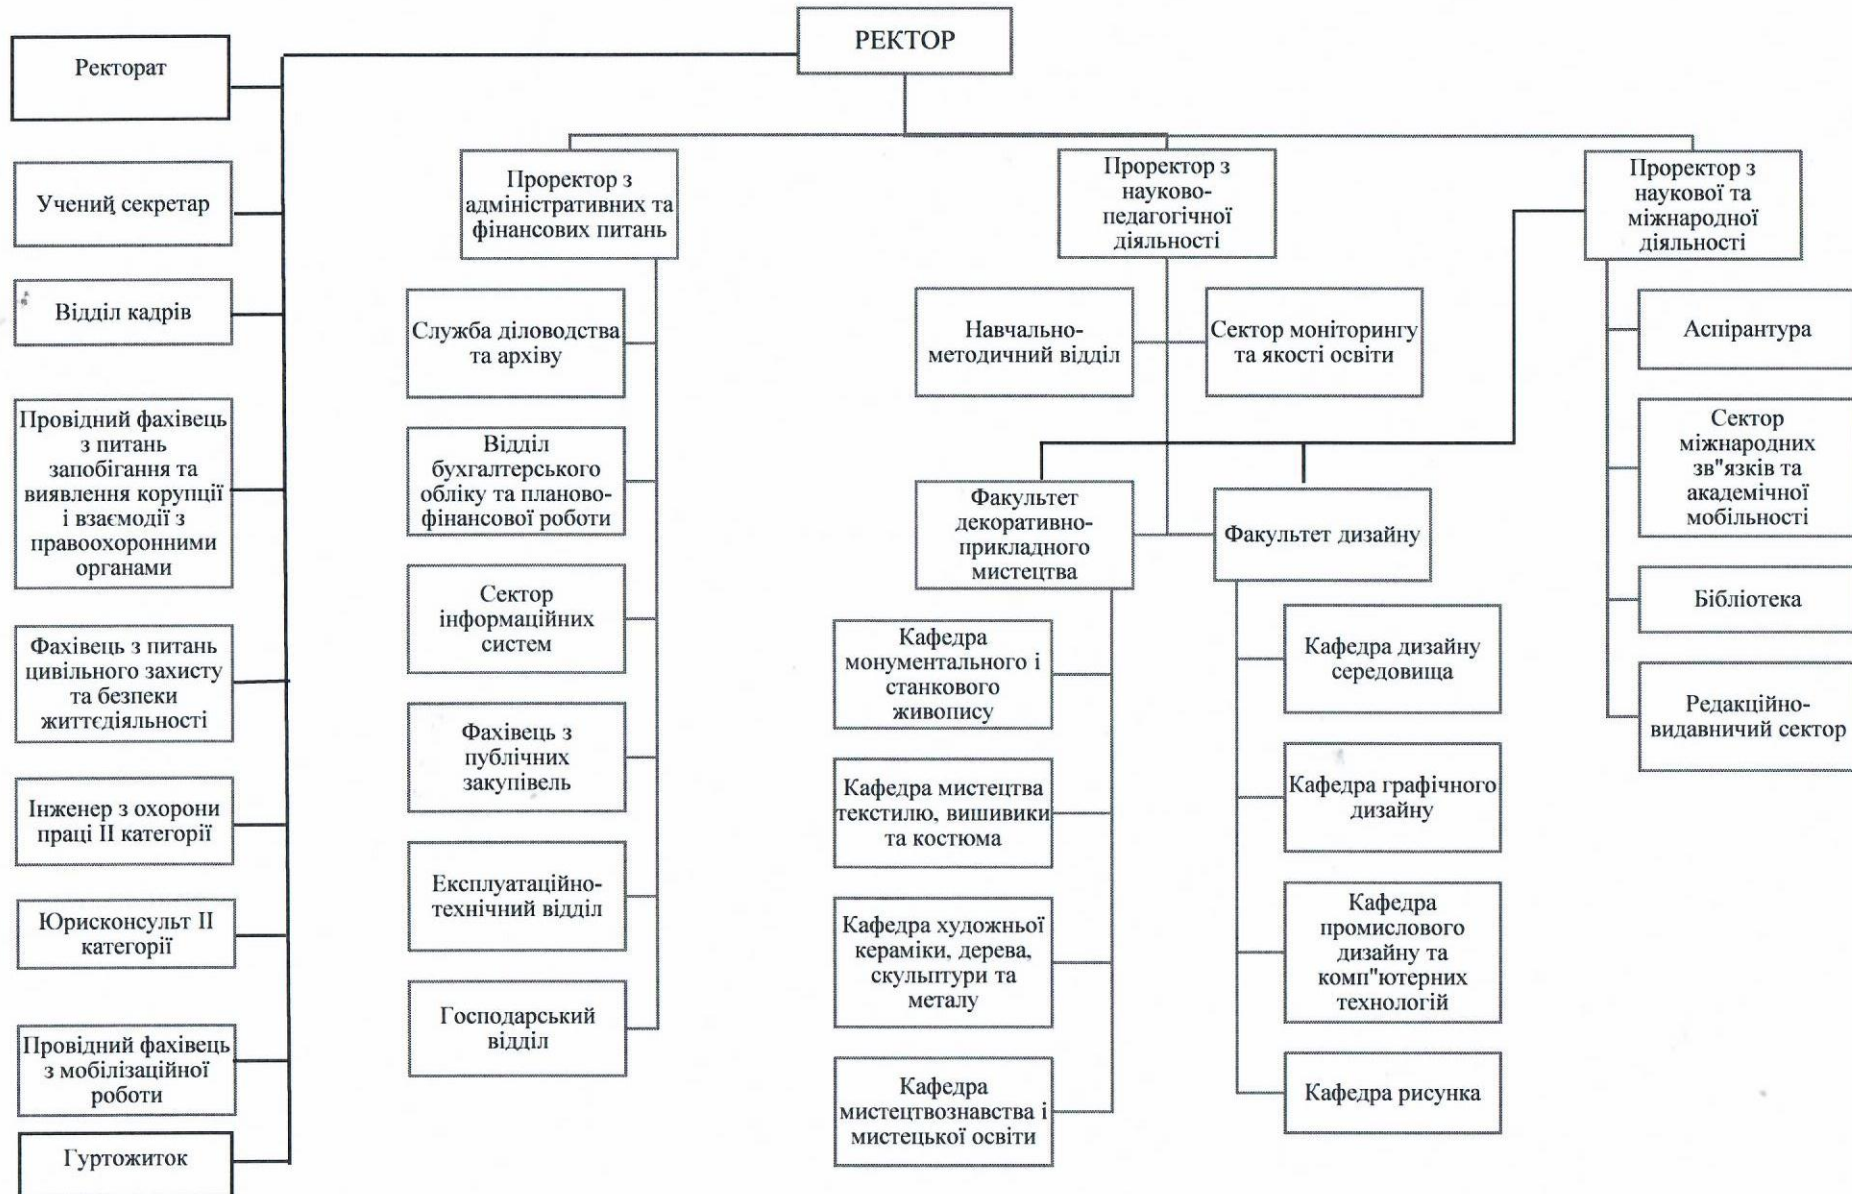 РЕКТОР
Ректорат
Учений секретар
Відділ кадрів
Провідний фахівець
з питань
запобігання та
виявлення корупції
і взаємодії з
правоохоронними
органами
Фахівець з питань
цивільного захисту
та безпеки
життєдіяльності
Інженер з охорони
праці ІІ категорії
Юрисконсульт ІІ
категорії
Провідний фахівець
з мобілізаційної
роботи
Гуртожиток
Проректор з
адміністративних та
фінансових питань
Служба діловодства
та архіву
Відділ
бухгалтерського
обліку та планово-
фінансової роботи
Сектор
інформаційних
систем
Фахівець з
публічних
закупівель
Експлуатаційно-
технічний відділ
Господарський
відділ
Проректор з
науково-
педагогічної
діяльності
Навчально-
методичний відділ
Сектор моніторингу
та якості освіти
Факультет
декоративно-
прикладного
мистецтва
Кафедра
монументального і
станкового
живопису
Кафедра мистецтва
текстилю, вишивики
та костюма
Кафедра художньої
кераміки, дерева,
скульптури та
металу
Кафедра
мистецтвознавства і
мистецької освіти
Факультет дизайну
Кафедра дизайну
середовища
Кафедра графічного
дизайну
Кафедра
промислового
дизайну та
комп"ютерних
технологій
Кафедра рисунка
Проректор з
наукової та
міжнародної
діяльності
Аспірантура
Сектор
міжнародних
зв"язків та
академічної
мобільності
Бібліотека
Редакційно-
видавничий сектор